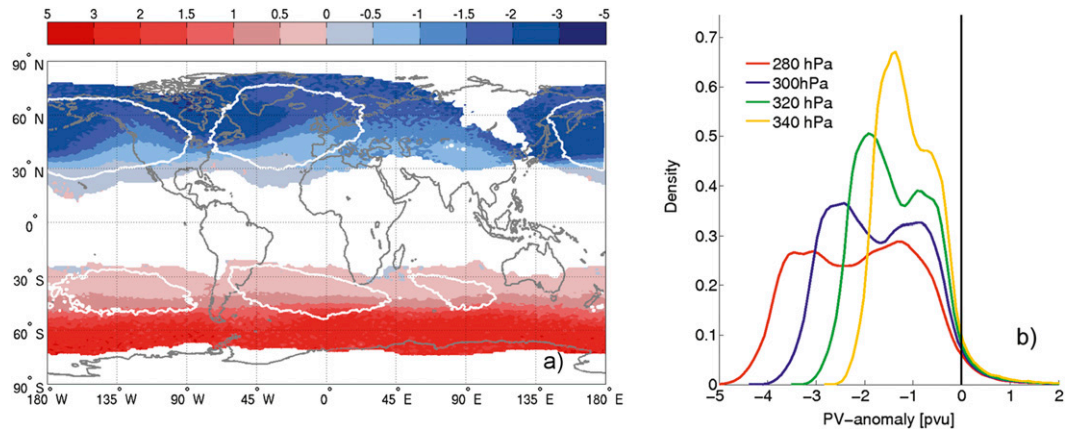 5 3 2 1.5 1 0.5 0 -0.5 -1 -1.5 -2 -3 -5
90° N
60° N
30° N
0°
30° S
60° S
90° S
180° W 135° W 90° W 45° W 0° 45° E 90° E 135° E 180° E
a)
0.7
0.6
0.5
0.4
0.3
0.2
0.1
0
Density
280 hPa
300hPa
320 hPa
340 hPa
b)
−5 −4 −3 −2 −1 0 1 2
PV−anomaly [pvu]